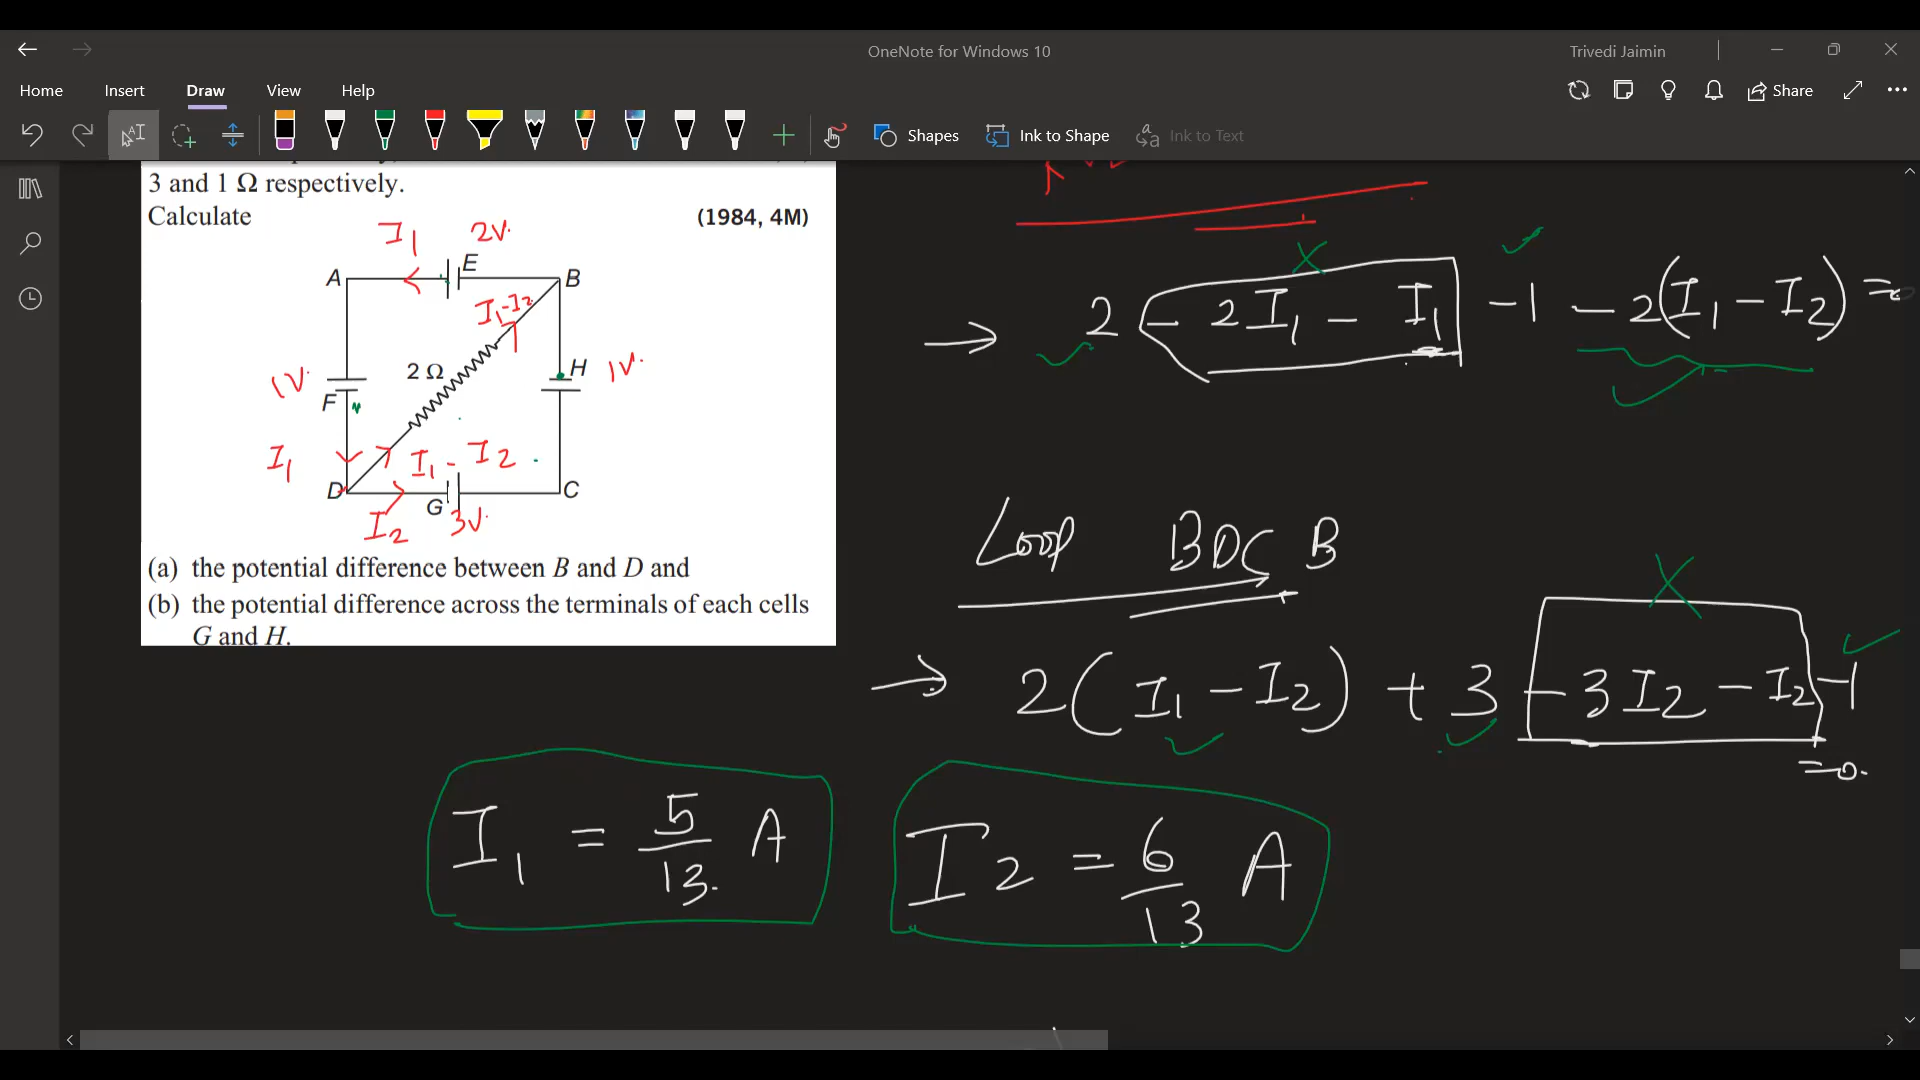 OneNote for Windows 10
Trivedi Jaimin
Home Insert Draw View Help
Share
Shapes
Ink to Shape
Ink to Text
3 and 1 Ω respectively.
Calculate (1984, 4M)
I₁ 2V.
A E B
I₁-I₂
2 Ω
1V. F
H 1V.
I₁
I₁ - I₂
D G C
I₂ 3V.
(a) the potential difference between B and D and
(b) the potential difference across the terminals of each cells
G and H.
→ 2 - 2I₁ - I₁ - 1 - 2(I₁ - I₂) =0
Loop BDCB
→ 2(I₁ - I₂) + 3 - 3I₂ - I₂ - 1
=0.
I₁ = 5/13 A
I₂ = 6/13 A